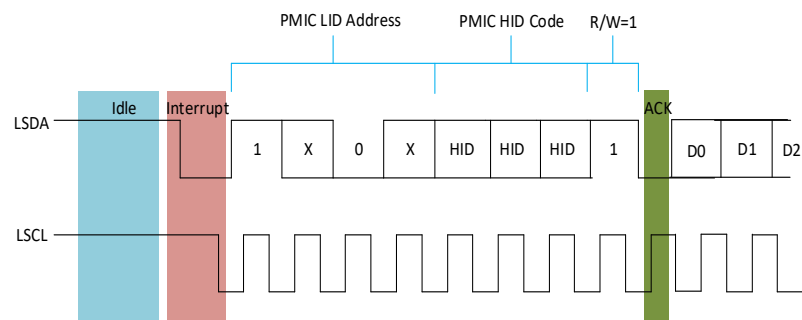 PMIC LID Address PMIC HID Code R/W=1
Idle Interrupt ACK
LSDA
1 X 0 X HID HID HID 1 D0 D1 D2
LSCL